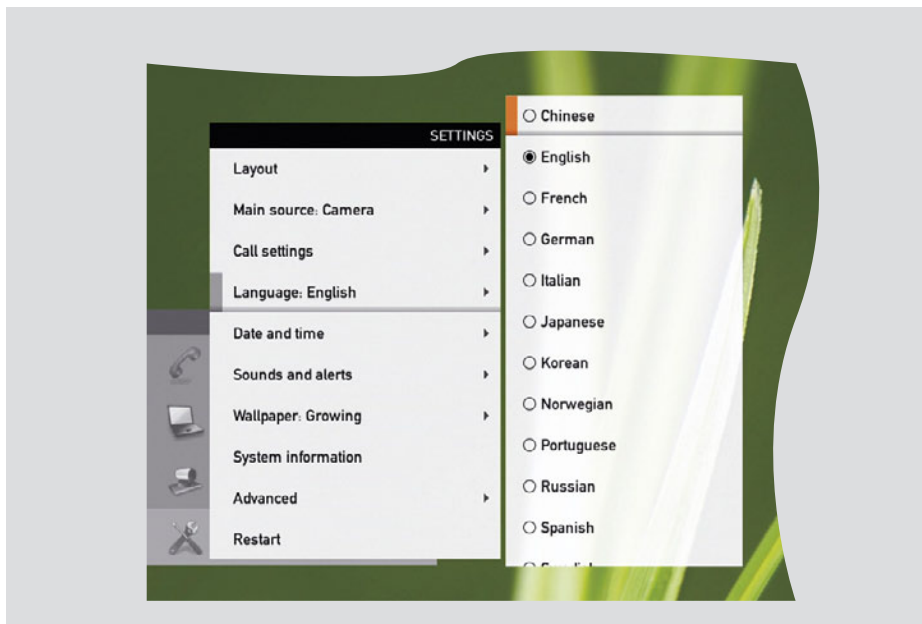 SETTINGS
Layout
Main source: Camera
Call settings
Language: English
Date and time
Sounds and alerts
Wallpaper: Growing
System information
Advanced
Restart
Chinese
English
French
German
Italian
Japanese
Korean
Norwegian
Portuguese
Russian
Spanish